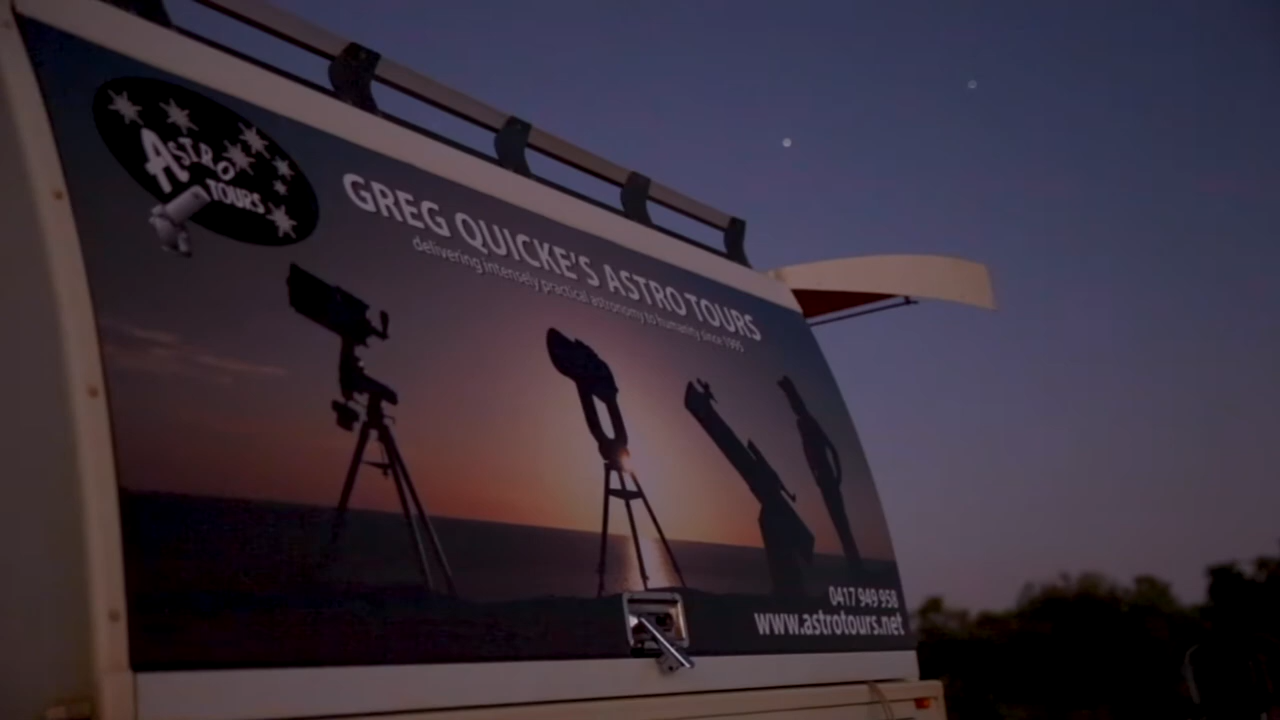 ASTRO
TOURS
GREG QUICKE'S ASTRO TOURS
delivering intensely practical astronomy to humanity since 1995
0417 949 958
www.astrotours.net